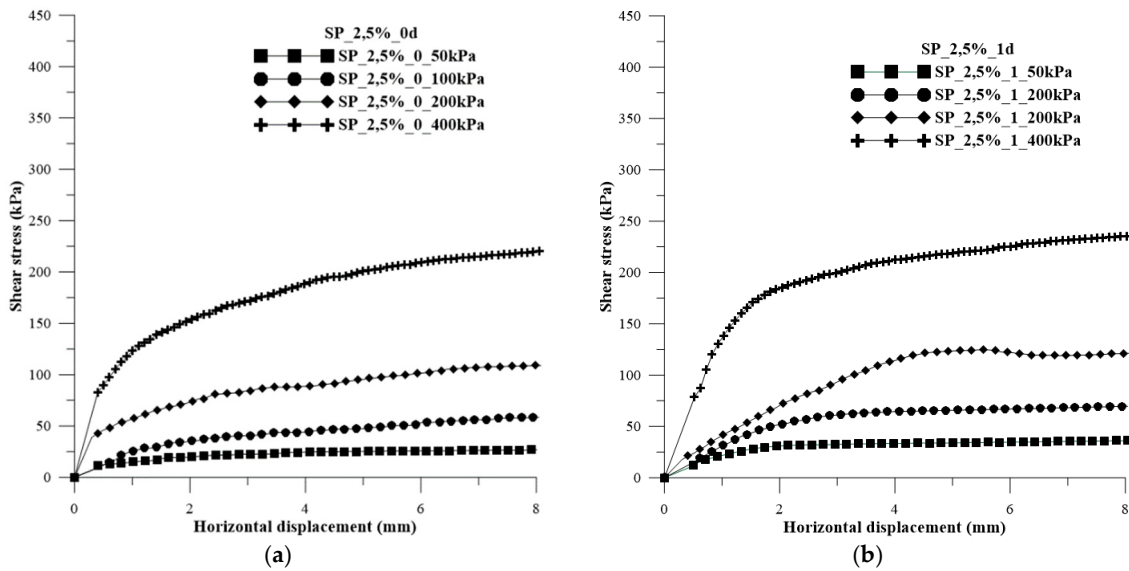 450
400
350
300
250
200
150
100
50
0
Shear stress (kPa)
SP_2,5%_0d
SP_2,5%_0_50kPa
SP_2,5%_0_100kPa
SP_2,5%_0_200kPa
SP_2,5%_0_400kPa
0 2 4 6 8
Horizontal displacement (mm)
(a)
450
400
350
300
250
200
150
100
50
0
Shear stress (kPa)
SP_2,5%_1d
SP_2,5%_1_50kPa
SP_2,5%_1_200kPa
SP_2,5%_1_200kPa
SP_2,5%_1_400kPa
0 2 4 6 8
Horizontal displacement (mm)
(b)